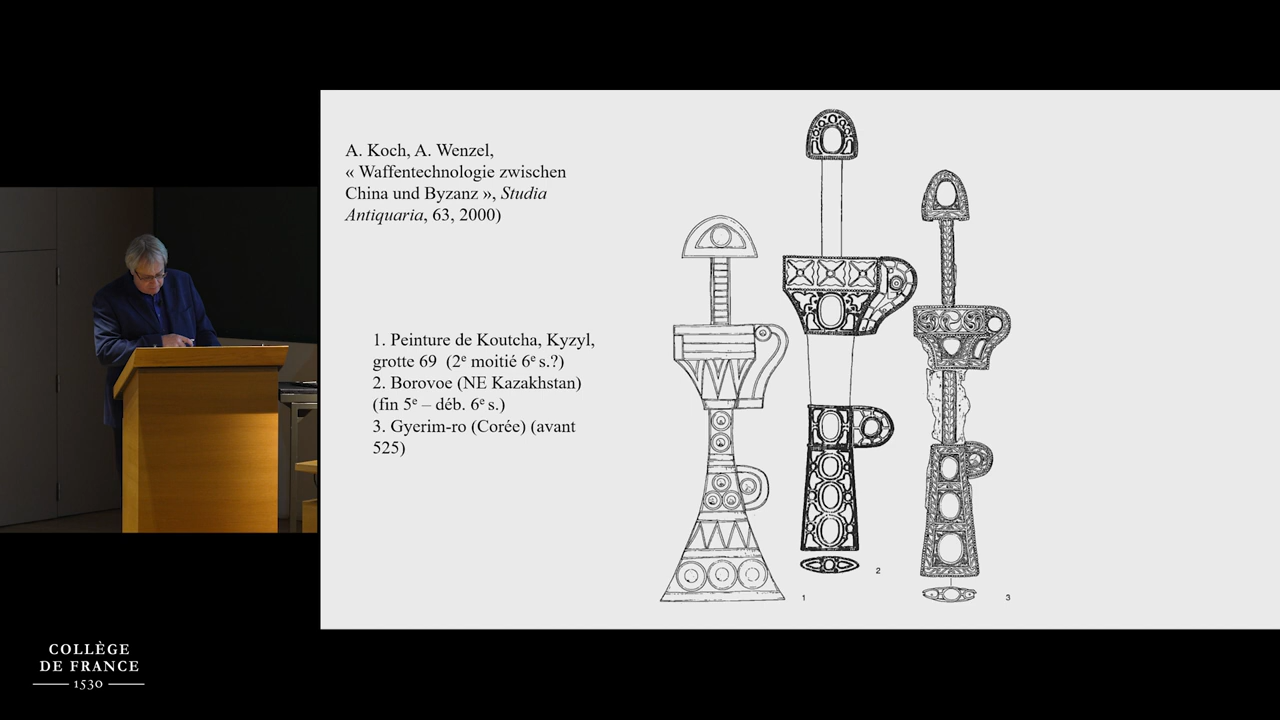 A. Koch, A. Wenzel,
« Waffentechnologie zwischen
China und Byzanz », Studia
Antiquaria, 63, 2000)
1. Peinture de Koutcha, Kyzyl,
grotte 69 (2e moitié 6e s.?)
2. Borovoe (NE Kazakhstan)
(fin 5e – déb. 6e s.)
3. Gyerim-ro (Corée) (avant
525)
1
2
3
COLLÈGE
DE FRANCE
1530